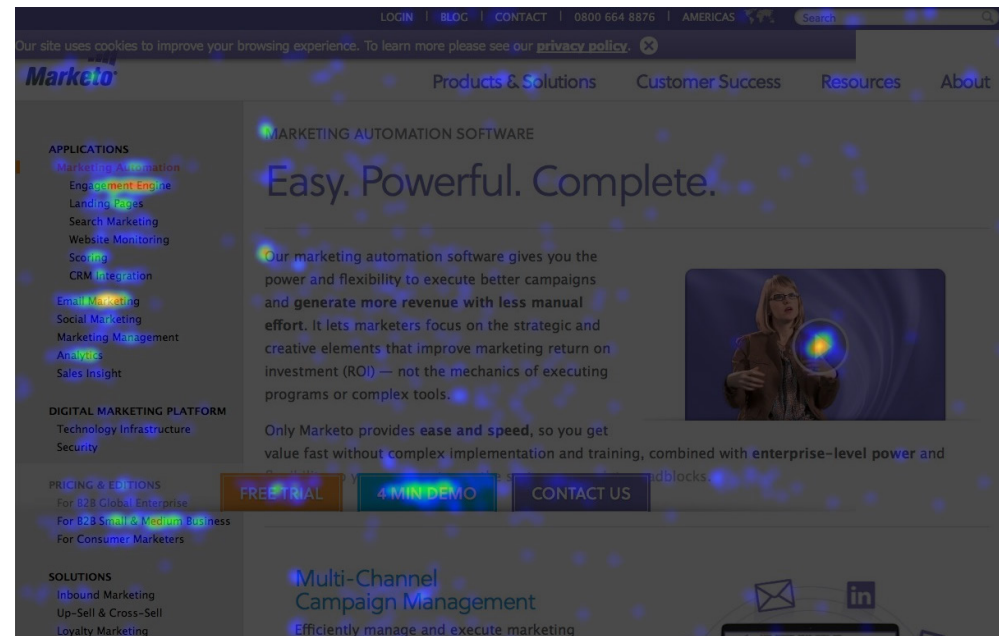 LOGIN | BLOG | CONTACT | 0800 664 8876 | AMERICAS Search
Our site uses cookies to improve your browsing experience. To learn more please see our privacy policy.
Marketo
Products & Solutions Customer Success Resources About
APPLICATIONS
Marketing Automation
Engagement Engine
Landing Pages
Search Marketing
Website Monitoring
Scoring
CRM Integration
Email Marketing
Social Marketing
Marketing Management
Analytics
Sales Insight
DIGITAL MARKETING PLATFORM
Technology Infrastructure
Security
PRICING & EDITIONS
For B2B Global Enterprise
For B2B Small & Medium Business
For Consumer Marketers
SOLUTIONS
Inbound Marketing
Up-Sell & Cross-Sell
Loyalty Marketing
MARKETING AUTOMATION SOFTWARE
Easy. Powerful. Complete.
Our marketing automation software gives you the
power and flexibility to execute better campaigns
and generate more revenue with less manual
effort. It lets marketers focus on the strategic and
creative elements that improve marketing return on
investment (ROI) — not the mechanics of executing
programs or complex tools.
Only Marketo provides ease and speed, so you get
value fast without complex implementation and training, combined with enterprise-level power and
FREE TRIAL 4 MIN DEMO CONTACT US
Multi-Channel
Campaign Management
Efficiently manage and execute marketing
in